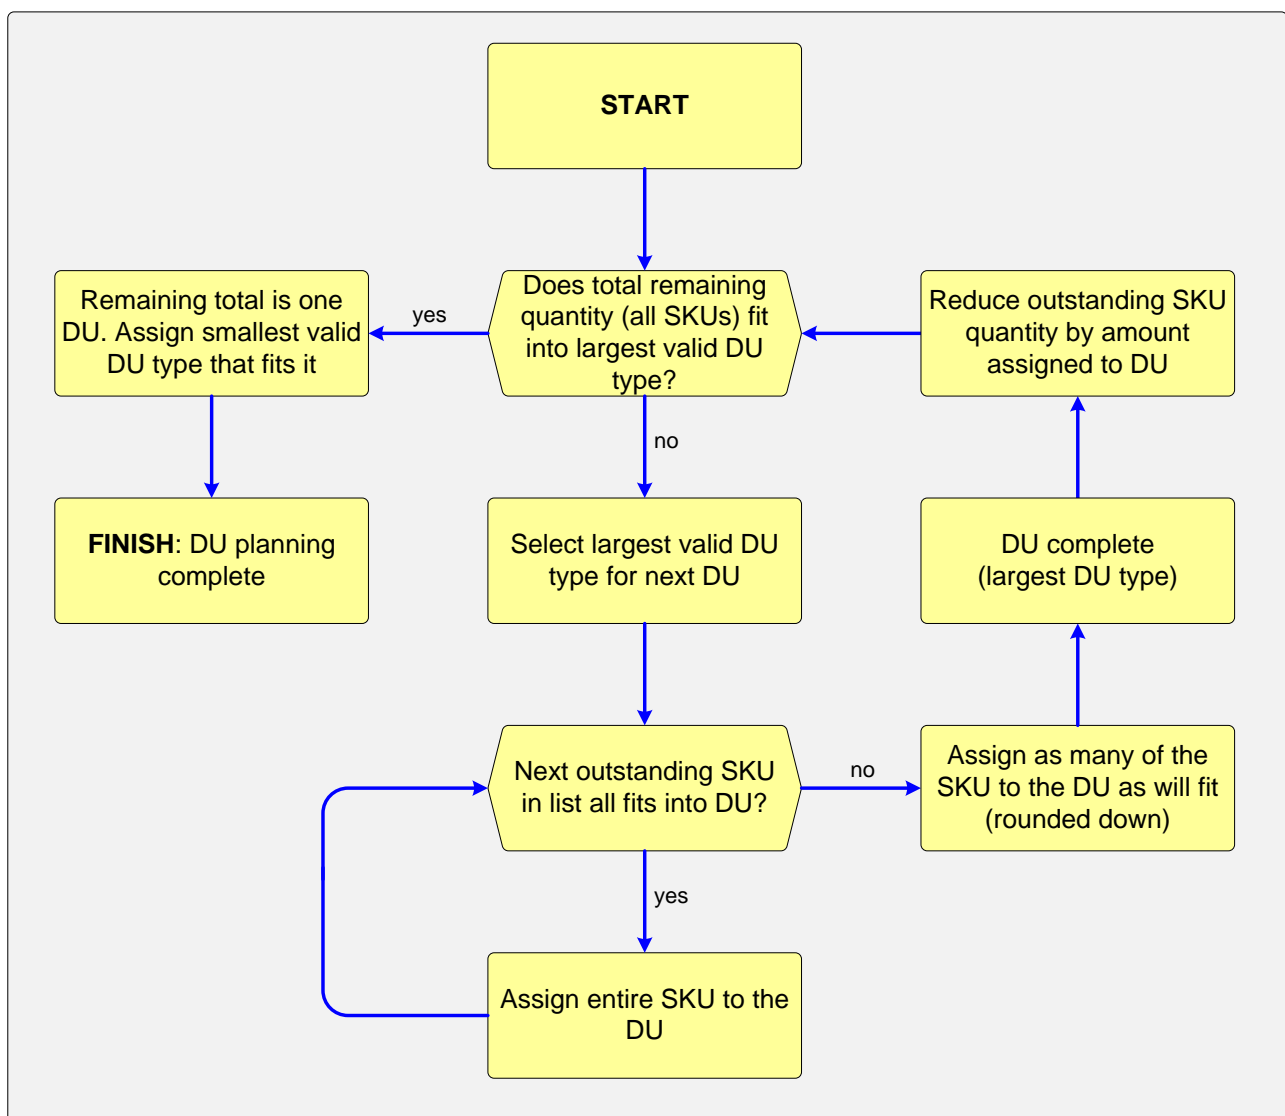 START
Does total remaining
quantity (all SKUs) fit
into largest valid DU
type?
yes
Remaining total is one
DU. Assign smallest valid
DU type that fits it
FINISH: DU planning
complete
no
Select largest valid DU
type for next DU
Next outstanding SKU
in list all fits into DU?
yes
Assign entire SKU to the
DU
no
Assign as many of the
SKU to the DU as will fit
(rounded down)
DU complete
(largest DU type)
Reduce outstanding SKU
quantity by amount
assigned to DU